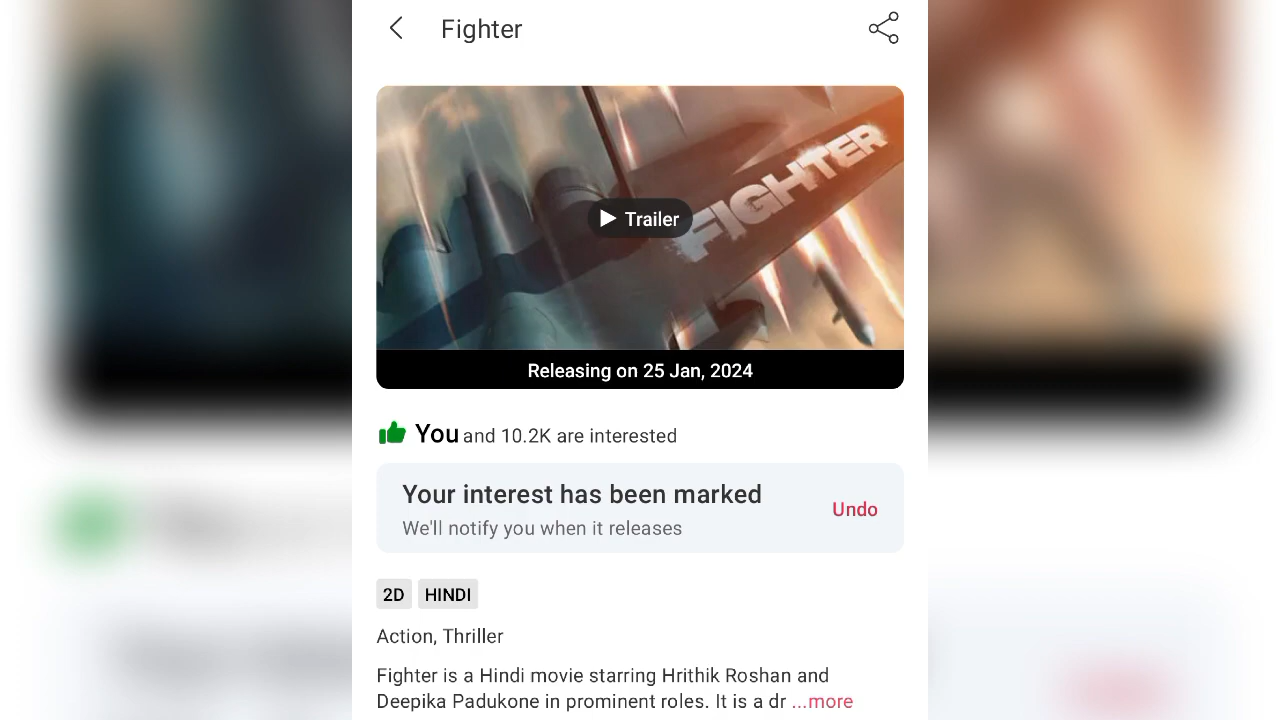 Fighter
FIGHTER
Trailer
Releasing on 25 Jan, 2024
You and 10.2K are interested
Your interest has been marked
Undo
We'll notify you when it releases
2D HINDI
Action, Thriller
Fighter is a Hindi movie starring Hrithik Roshan and
Deepika Padukone in prominent roles. It is a dr ...more